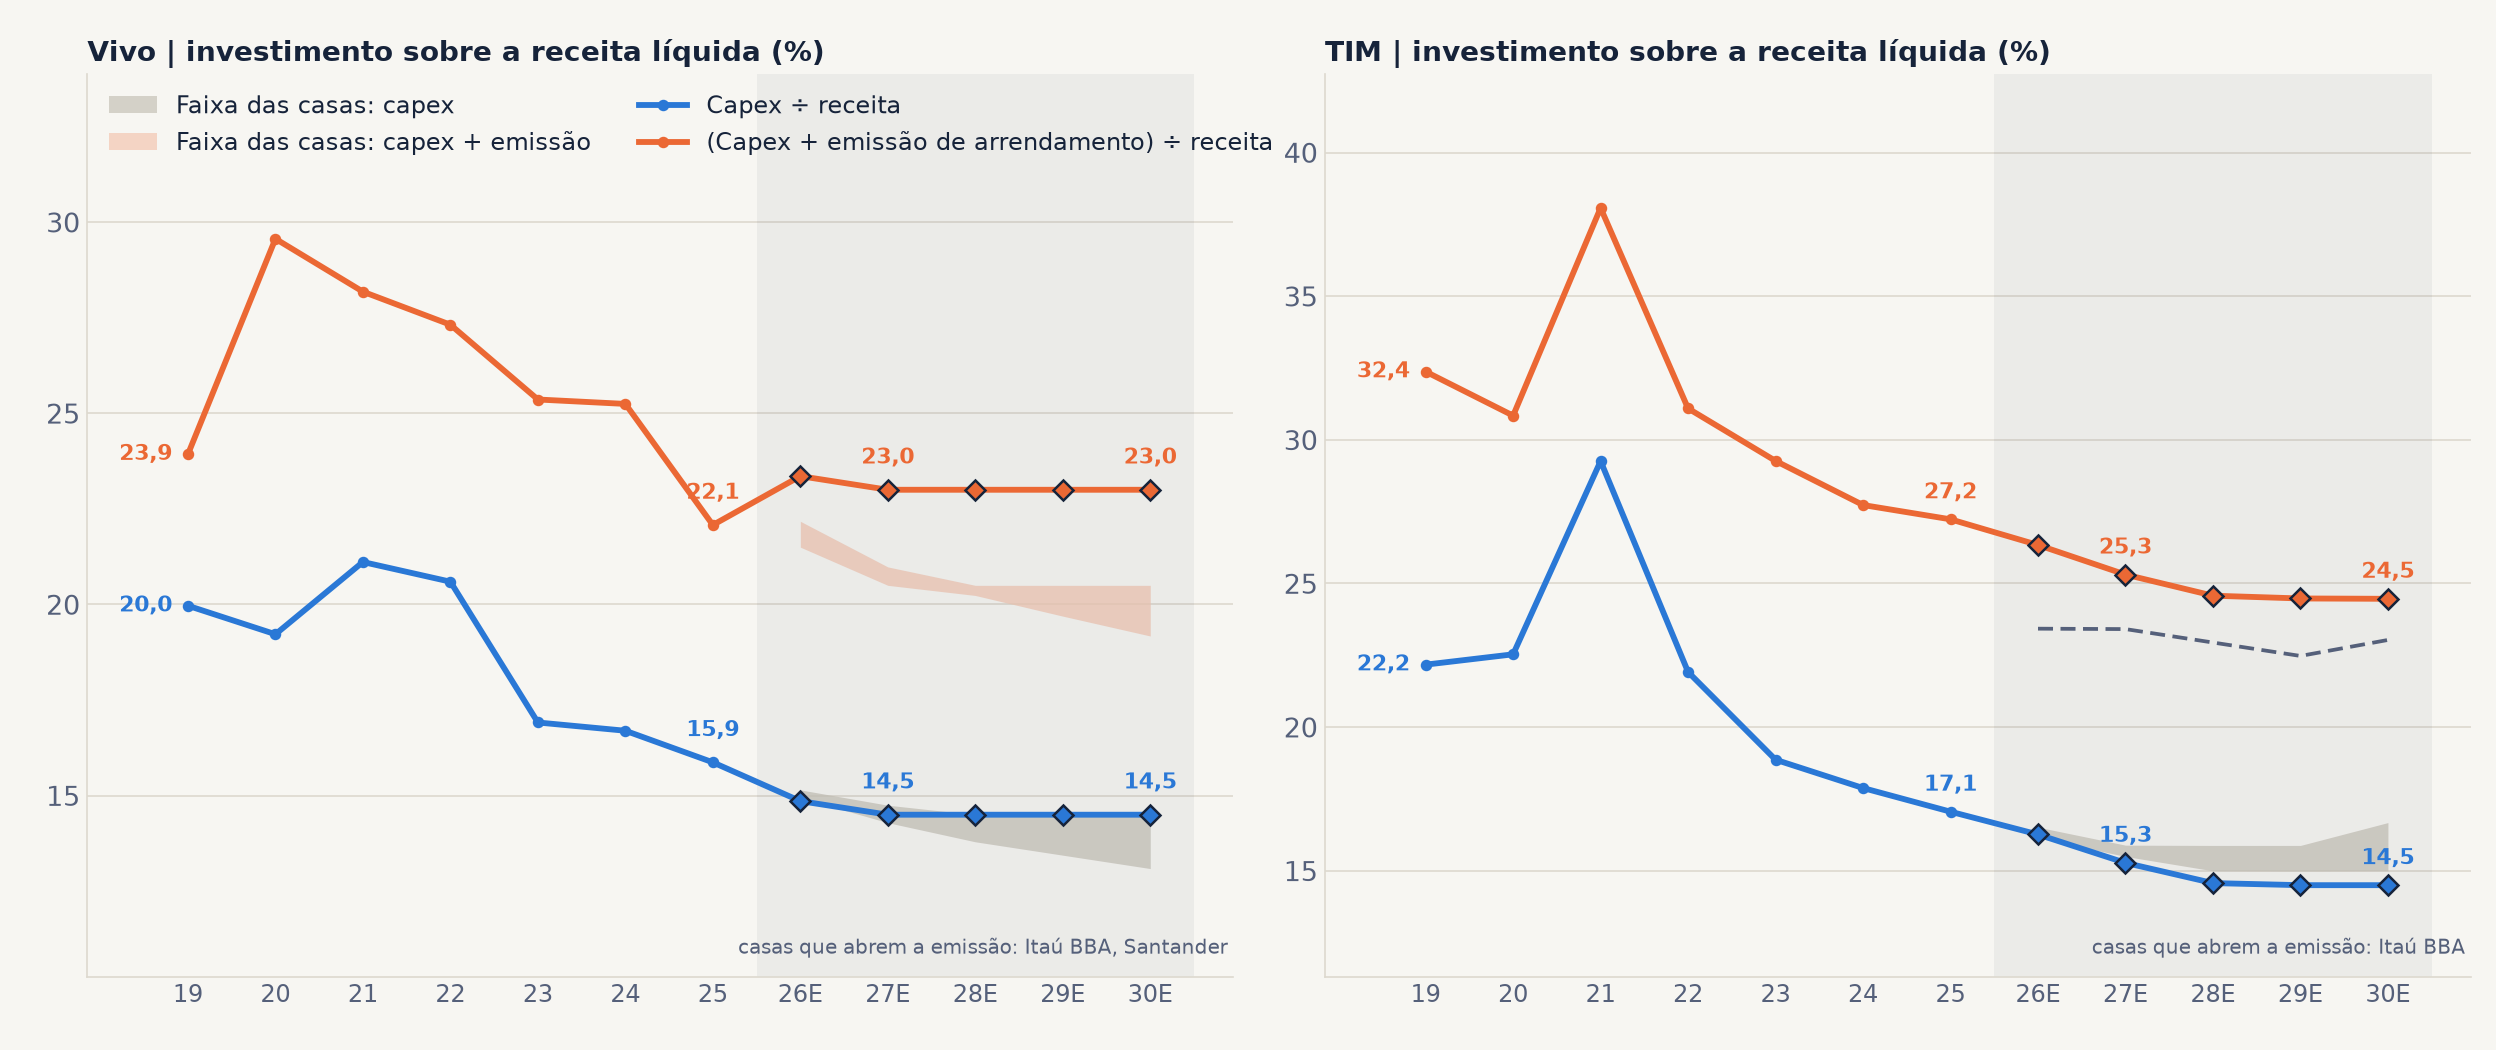 Vivo | investimento sobre a receita líquida (%)
Faixa das casas: capex
Faixa das casas: capex + emissão
Capex ÷ receita
(Capex + emissão de arrendamento) ÷ receita
30
25
20
15
23,9
22,1
23,0
23,0
20,0
15,9
14,5
14,5
casas que abrem a emissão: Itaú BBA, Santander
19 20 21 22 23 24 25 26E 27E 28E 29E 30E
TIM | investimento sobre a receita líquida (%)
40
35
30
25
20
15
32,4
27,2
25,3
24,5
22,2
17,1
15,3
14,5
casas que abrem a emissão: Itaú BBA
19 20 21 22 23 24 25 26E 27E 28E 29E 30E